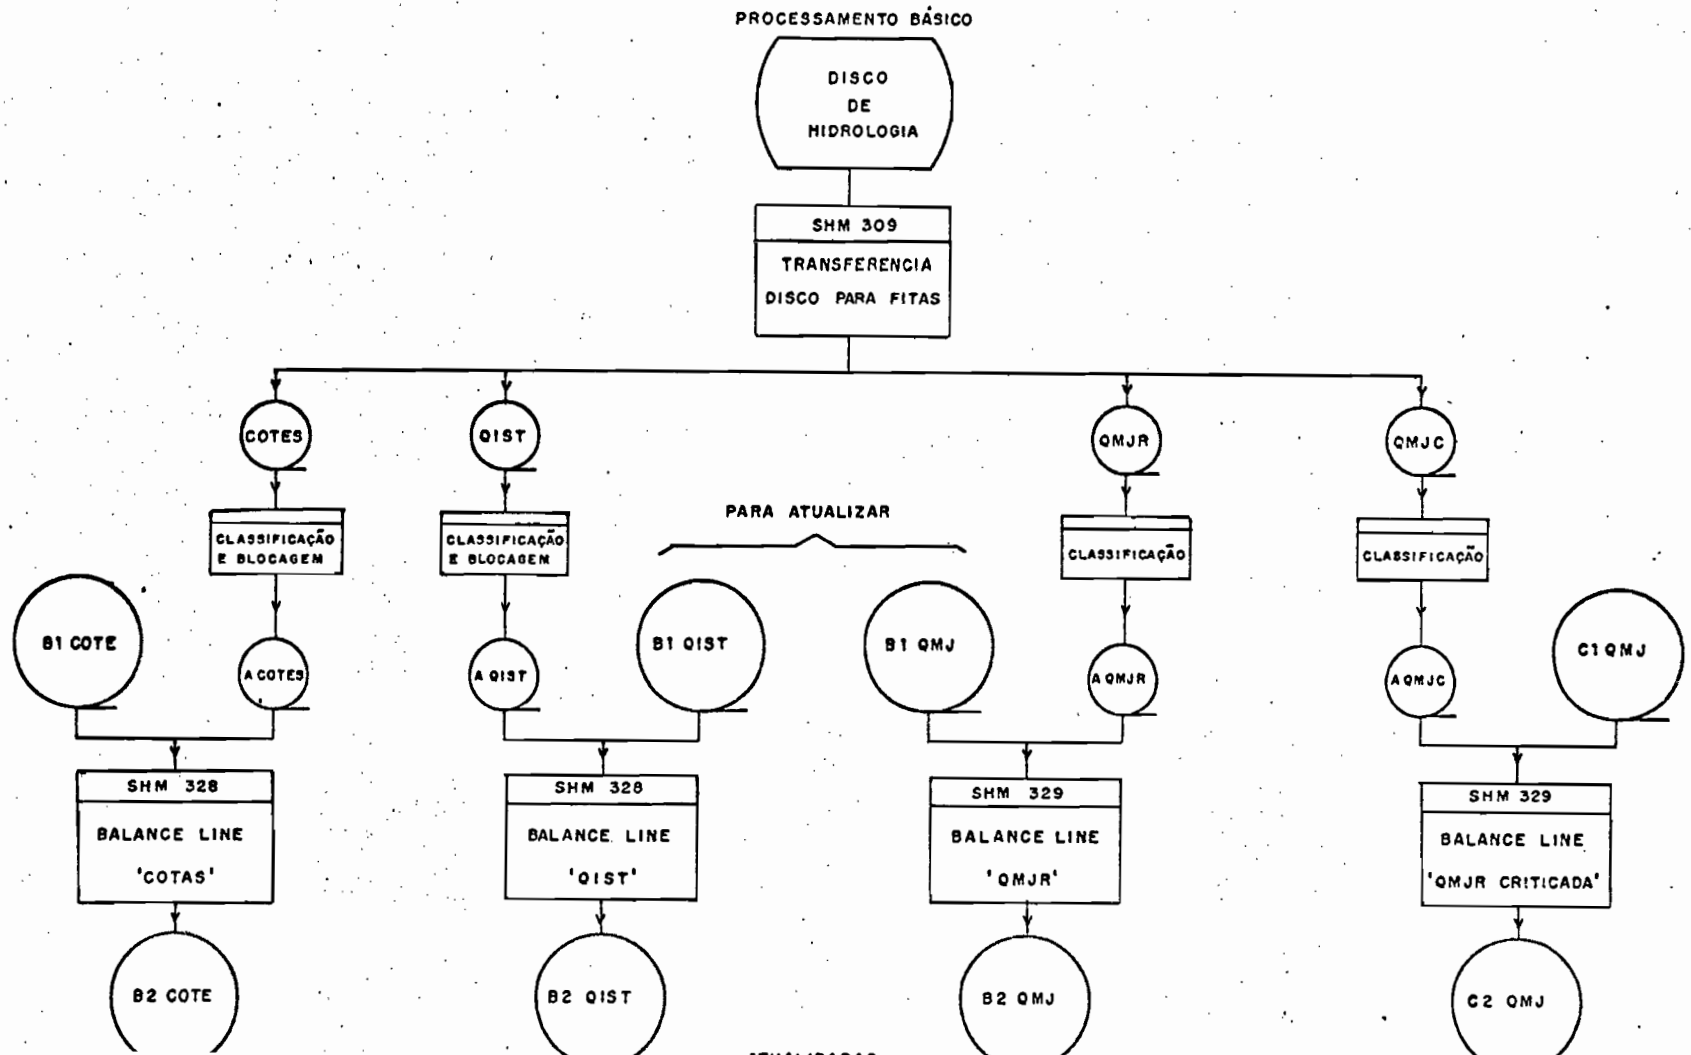 PROCESSAMENTO BÁSICO
DISCO
DE
HIDROLOGIA
SHM 309
TRANSFERENCIA
DISCO PARA FITAS
COTES
QIST
QMJR
QMJC
PARA ATUALIZAR
CLASSIFICAÇÃO
E BLOCAGEM
CLASSIFICAÇÃO
E BLOCAGEM
CLASSIFICAÇÃO
CLASSIFICAÇÃO
B1 COTE
A COTES
A QIST
B1 QIST
B1 QMJ
A QMJR
A QMJC
C1 QMJ
SHM 328
BALANCE LINE
'COTAS'
SHM 328
BALANCE LINE
'QIST'
SHM 329
BALANCE LINE
'QMJR'
SHM 329
BALANCE LINE
'QMJR CRITICADA'
B2 COTE
B2 QIST
B2 QMJ
C2 QMJ